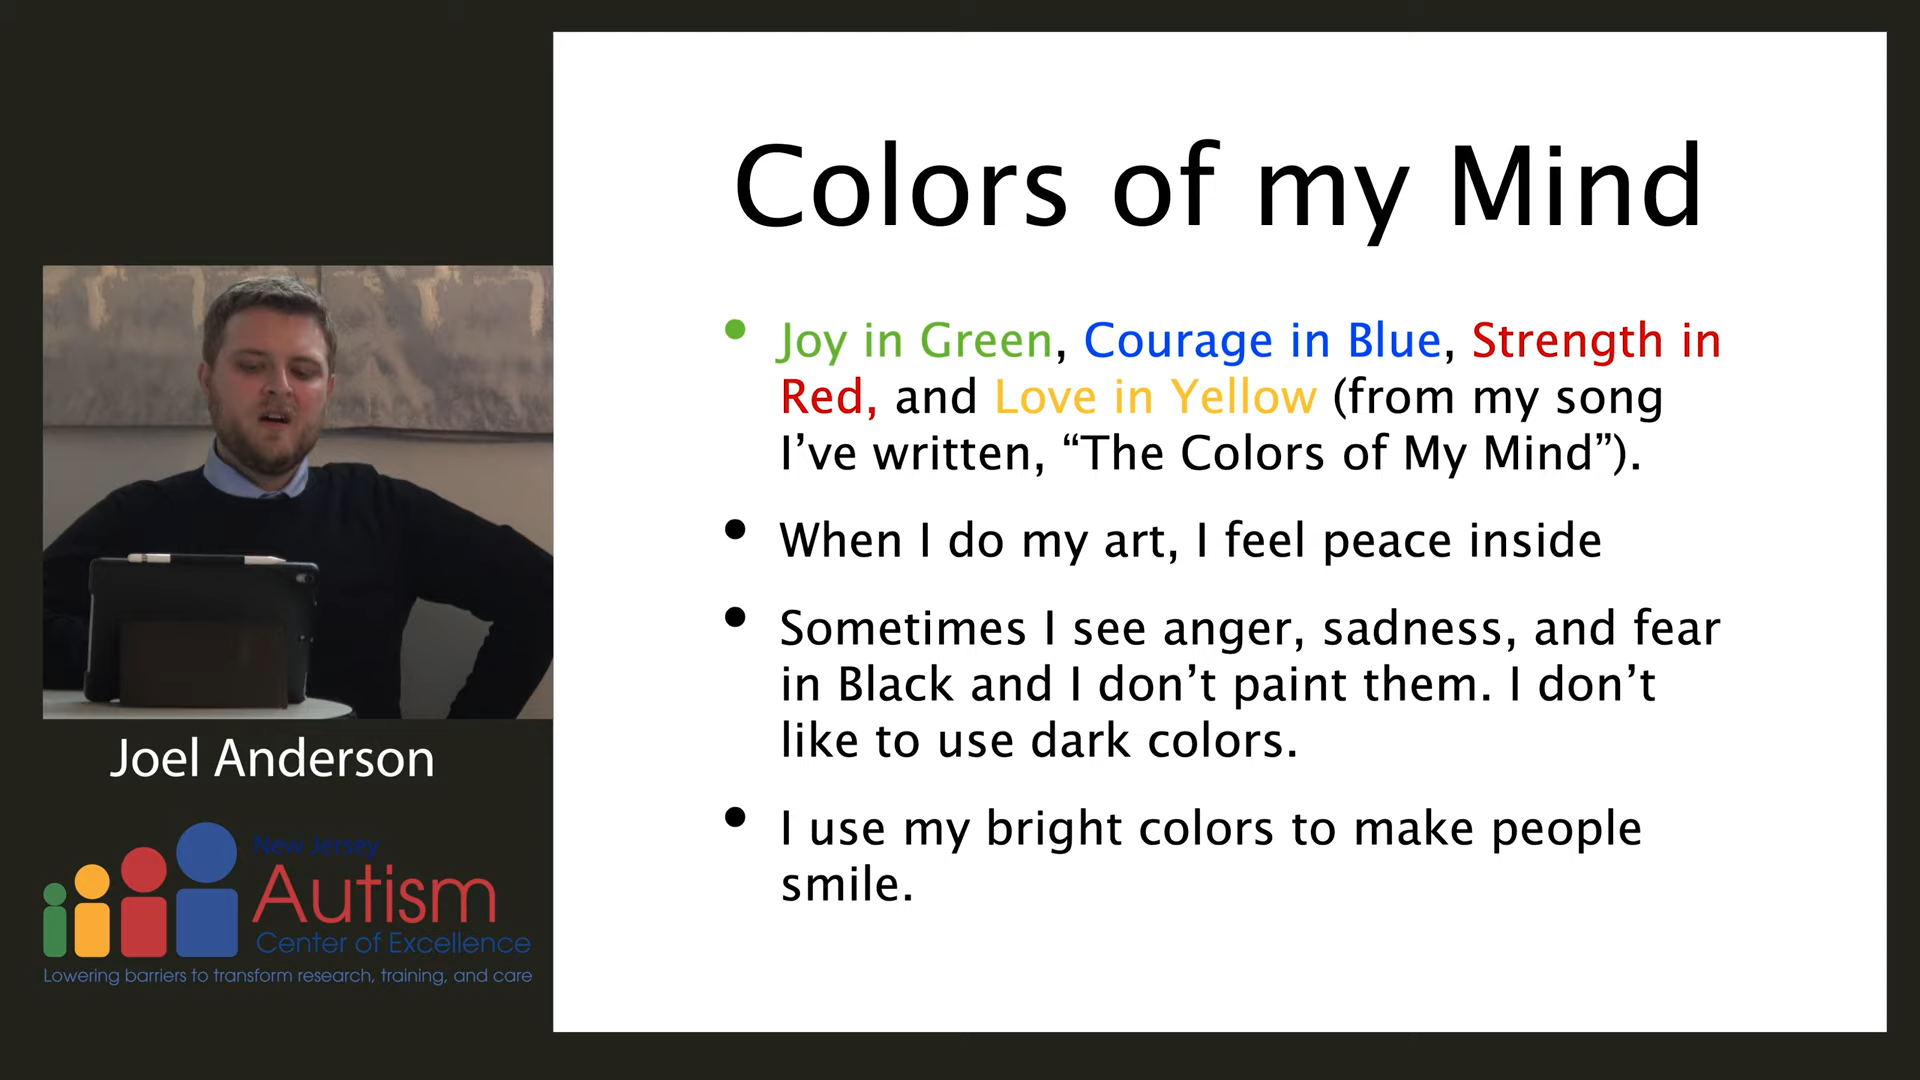 Colors of my Mind
• Joy in Green, Courage in Blue, Strength in
Red, and Love in Yellow (from my song
I’ve written, “The Colors of My Mind”).
• When I do my art, I feel peace inside
• Sometimes I see anger, sadness, and fear
in Black and I don’t paint them. I don’t
like to use dark colors.
• I use my bright colors to make people
smile.
Joel Anderson
New Jersey
Autism
Center of Excellence
Lowering barriers to transform research, training, and care